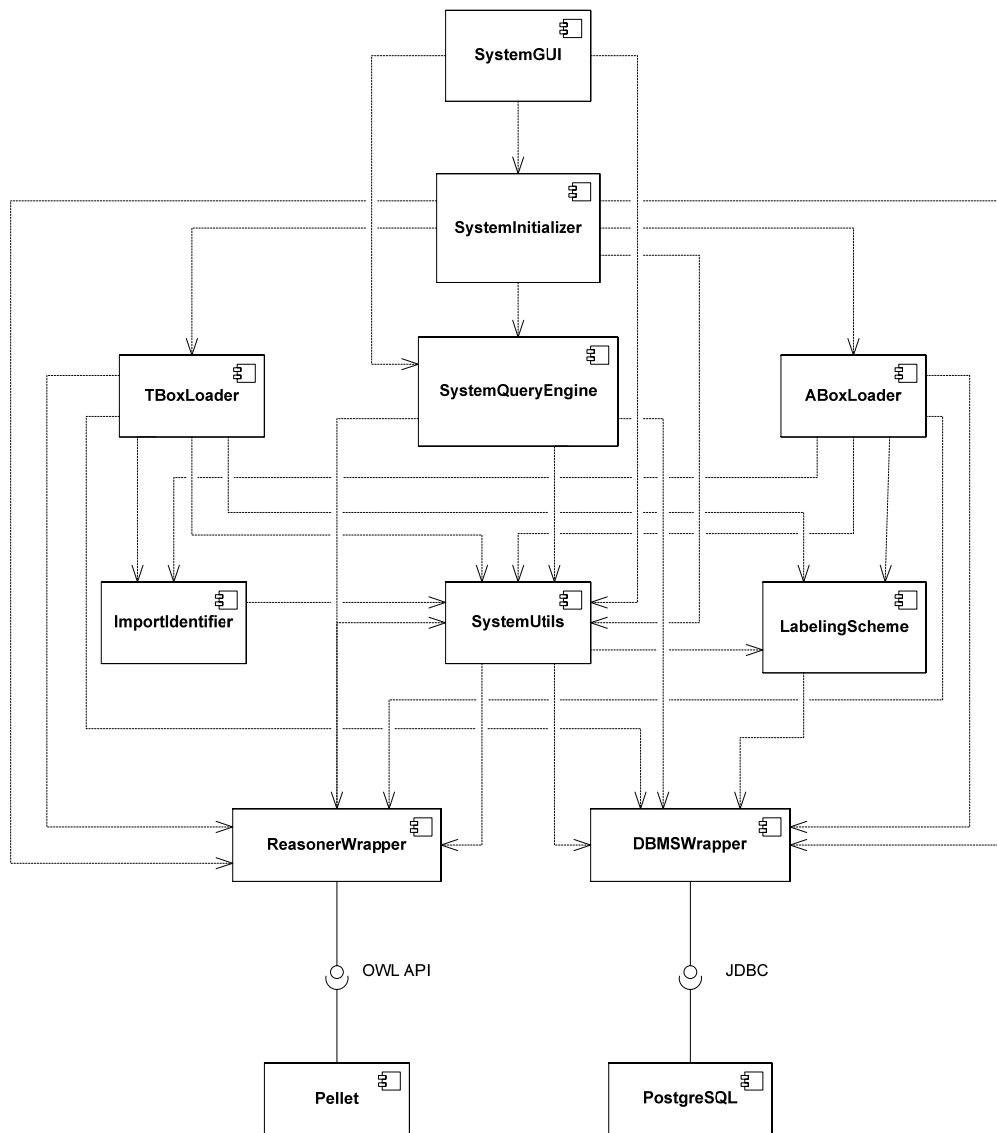 SystemGUI
SystemInitializer
TBoxLoader
SystemQueryEngine
ABoxLoader
ImportIdentifier
SystemUtils
LabelingScheme
ReasonerWrapper
DBMSWrapper
OWL API
JDBC
Pellet
PostgreSQL